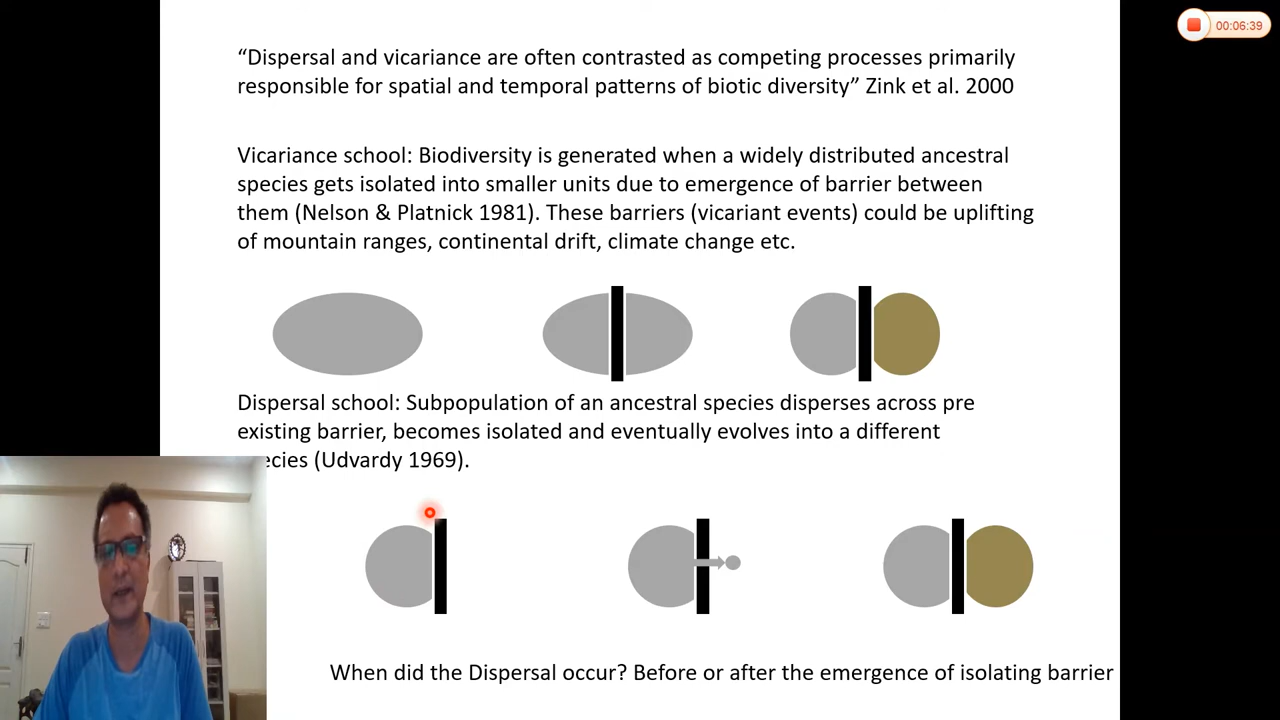 00:06:39
“Dispersal and vicariance are often contrasted as competing processes primarily
responsible for spatial and temporal patterns of biotic diversity” Zink et al. 2000
Vicariance school: Biodiversity is generated when a widely distributed ancestral
species gets isolated into smaller units due to emergence of barrier between
them (Nelson & Platnick 1981). These barriers (vicariant events) could be uplifting
of mountain ranges, continental drift, climate change etc.
Dispersal school: Subpopulation of an ancestral species disperses across pre
existing barrier, becomes isolated and eventually evolves into a different
ecies (Udvardy 1969).
When did the Dispersal occur? Before or after the emergence of isolating barrier